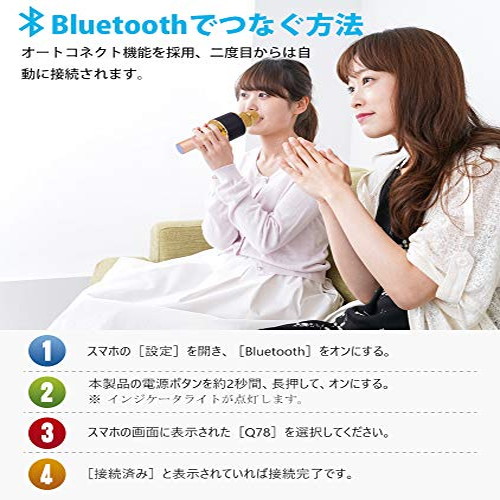 Bluetoothでつなぐ方法
オートコネクト機能を採用、二度目からは自
動に接続されます。
1 スマホの［設定］を開き、［Bluetooth］をオンにする。
2 本製品の電源ボタンを約2秒間、長押して、オンにする。
※ インジケータライトが点灯します。
3 スマホの画面に表示された［Q78］を選択してください。
4 ［接続済み］と表示されていれば接続完了です。